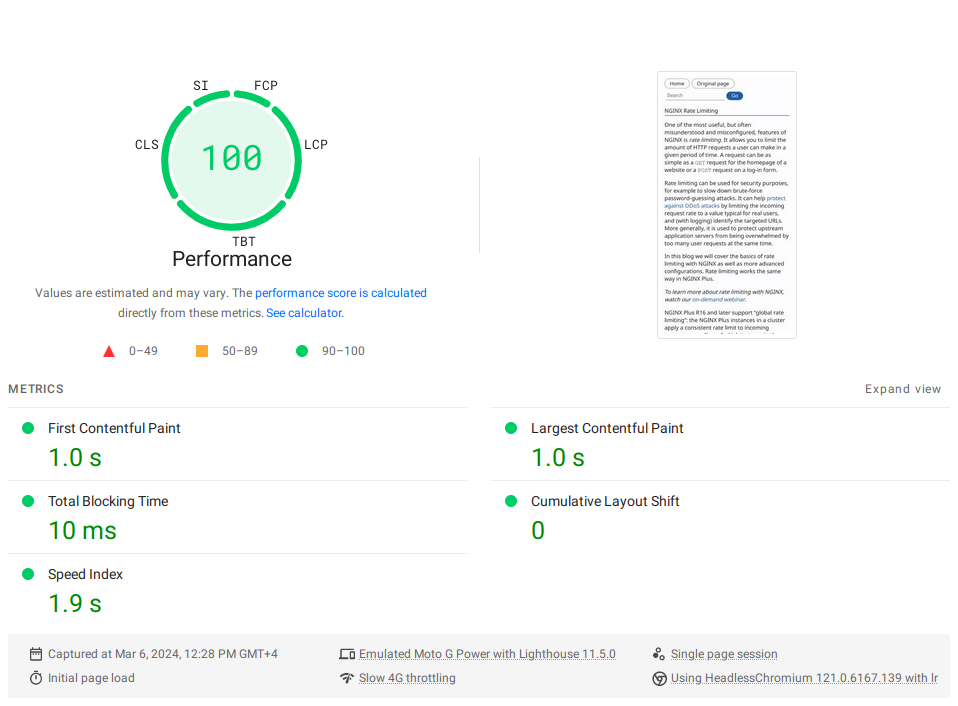 SI FCP
CLS LCP
100
TBT
Performance
Values are estimated and may vary. The performance score is calculated
directly from these metrics. See calculator.
0–49 50–89 90–100
Home Original page
Search Go
NGINX Rate Limiting
One of the most useful, but often
misunderstood and misconfigured, features of
NGINX is rate limiting. It allows you to limit the
amount of HTTP requests a user can make in a
given period of time. A request can be as
simple as a GET request for the homepage of a
website or a POST request on a log-in form.
Rate limiting can be used for security purposes,
for example to slow down brute-force
password-guessing attacks. It can help protect
against DDoS attacks by limiting the incoming
request rate to a value typical for real users,
and (with logging) identify the targeted URLs.
More generally, it is used to protect upstream
application servers from being overwhelmed by
too many user requests at the same time.
In this blog we will cover the basics of rate
limiting with NGINX as well as more advanced
configurations. Rate limiting works the same
way in NGINX Plus.
To learn more about rate limiting with NGINX,
watch our on-demand webinar.
NGINX Plus R16 and later support “global rate
limiting”: the NGINX Plus instances in a cluster
apply a consistent rate limit to incoming
METRICS Expand view
First Contentful Paint
1.0 s
Largest Contentful Paint
1.0 s
Total Blocking Time
10 ms
Cumulative Layout Shift
0
Speed Index
1.9 s
Captured at Mar 6, 2024, 12:28 PM GMT+4
Emulated Moto G Power with Lighthouse 11.5.0
Single page session
Initial page load
Slow 4G throttling
Using HeadlessChromium 121.0.6167.139 with lr